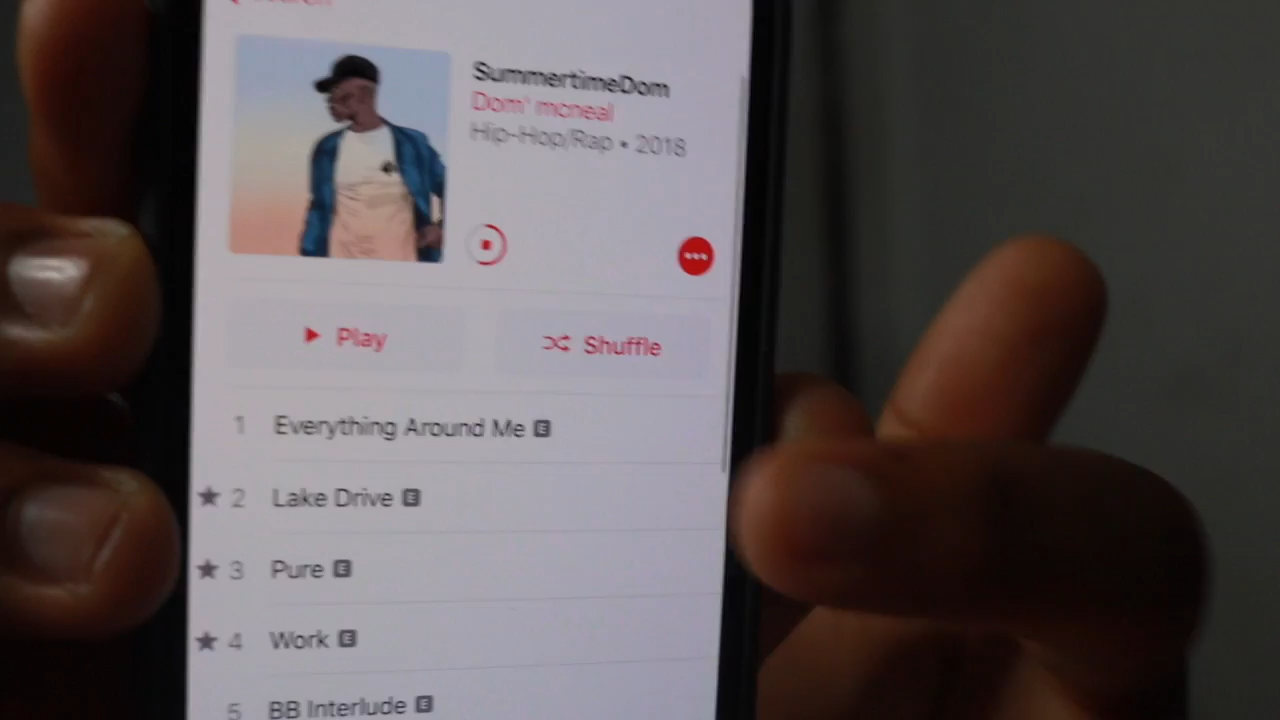 Search
SummertimeDom
Dom' mcneal
Hip-Hop/Rap • 2018
Play
Shuffle
1 Everything Around Me E
★ 2 Lake Drive E
★ 3 Pure E
★ 4 Work E
5 BB Interlude E